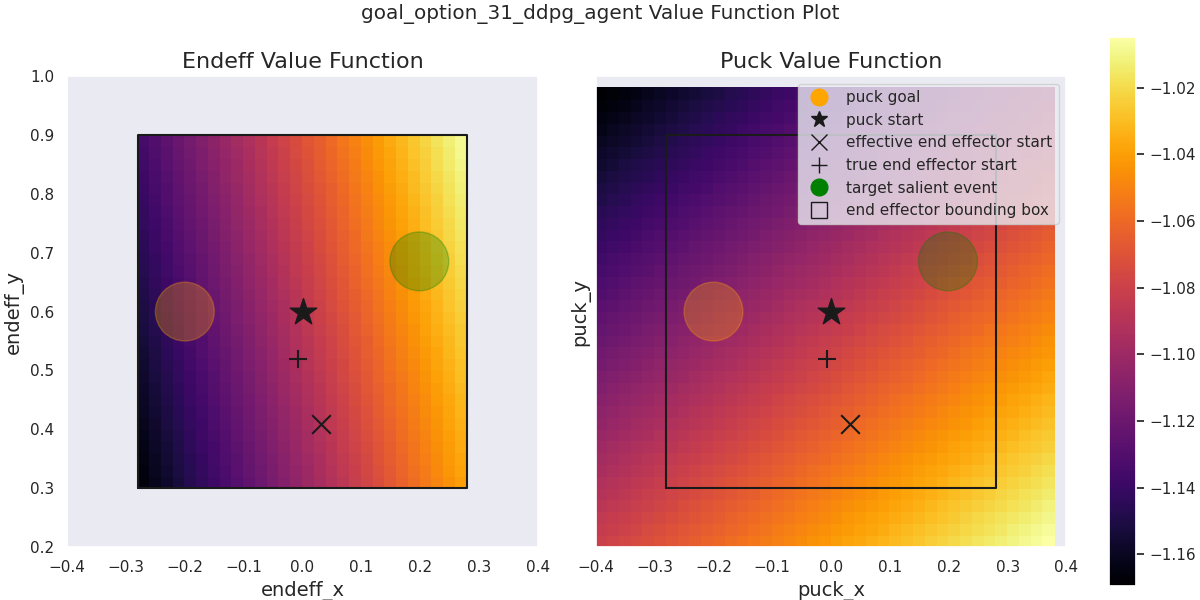 goal_option_31_ddpg_agent Value Function Plot
Endeff Value Function
endeff_y
1.0
0.9
0.8
0.7
0.6
0.5
0.4
0.3
0.2
−0.4
−0.3
−0.2
−0.1
0.0
0.1
0.2
0.3
0.4
endeff_x
Puck Value Function
puck goal
puck start
effective end effector start
true end effector start
target salient event
end effector bounding box
puck_y
−0.4
−0.3
−0.2
−0.1
0.0
0.1
0.2
0.3
0.4
puck_x
−1.02
−1.04
−1.06
−1.08
−1.10
−1.12
−1.14
−1.16